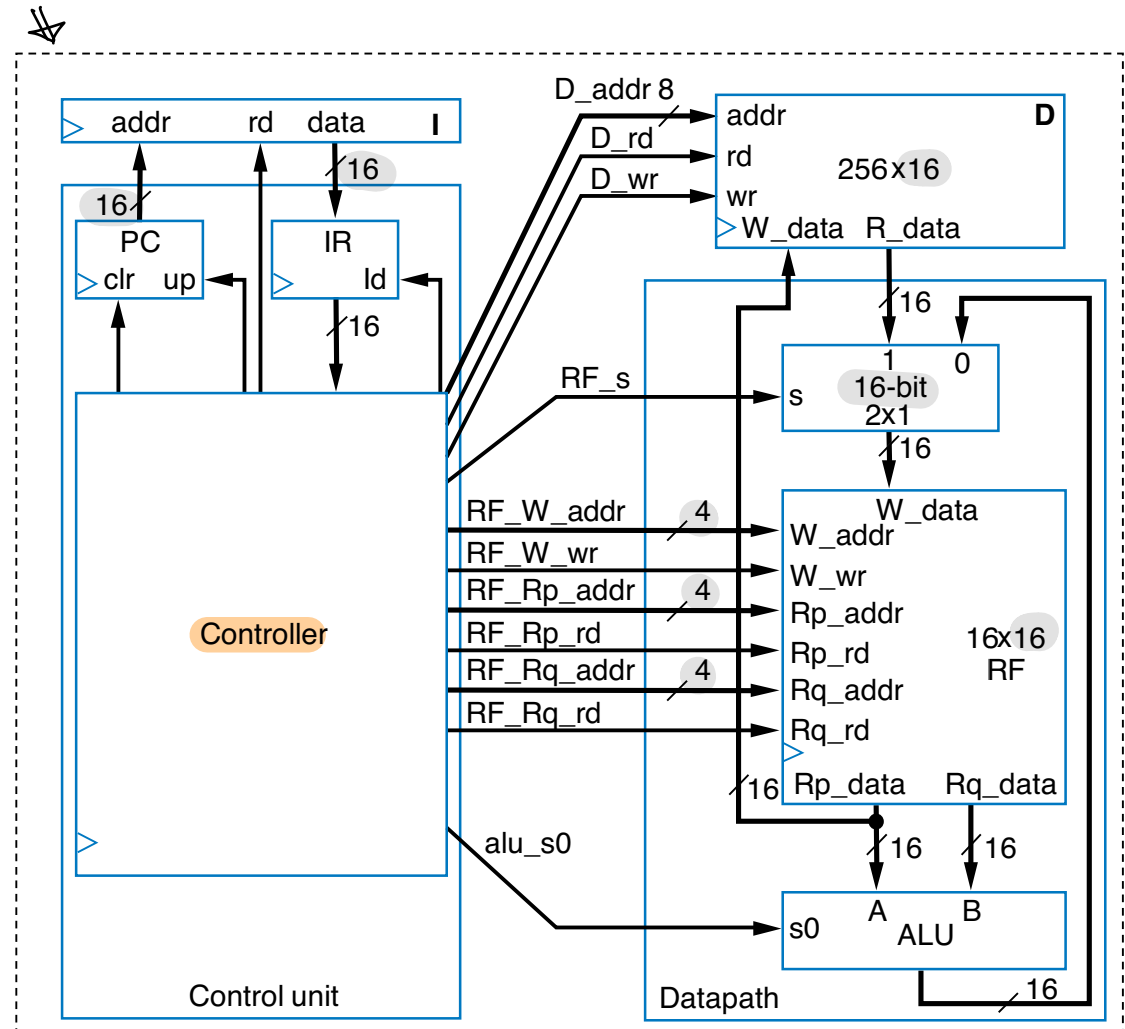 D_addr 8
addr rd data I
addr D
D_rd
rd
16
256x16
D_wr
wr
16
PC
IR
W_data R_data
clr up
ld
16
16
1 0
RF_s
s
16-bit
2x1
16
RF_W_addr 4
W_data
W_addr
RF_W_wr
W_wr
RF_Rp_addr 4
Rp_addr
Controller
RF_Rp_rd
Rp_rd
16x16
RF
RF_Rq_addr 4
Rq_addr
RF_Rq_rd
Rq_rd
16
Rp_data Rq_data
alu_s0
16
16
A B
s0
ALU
Control unit
Datapath
16